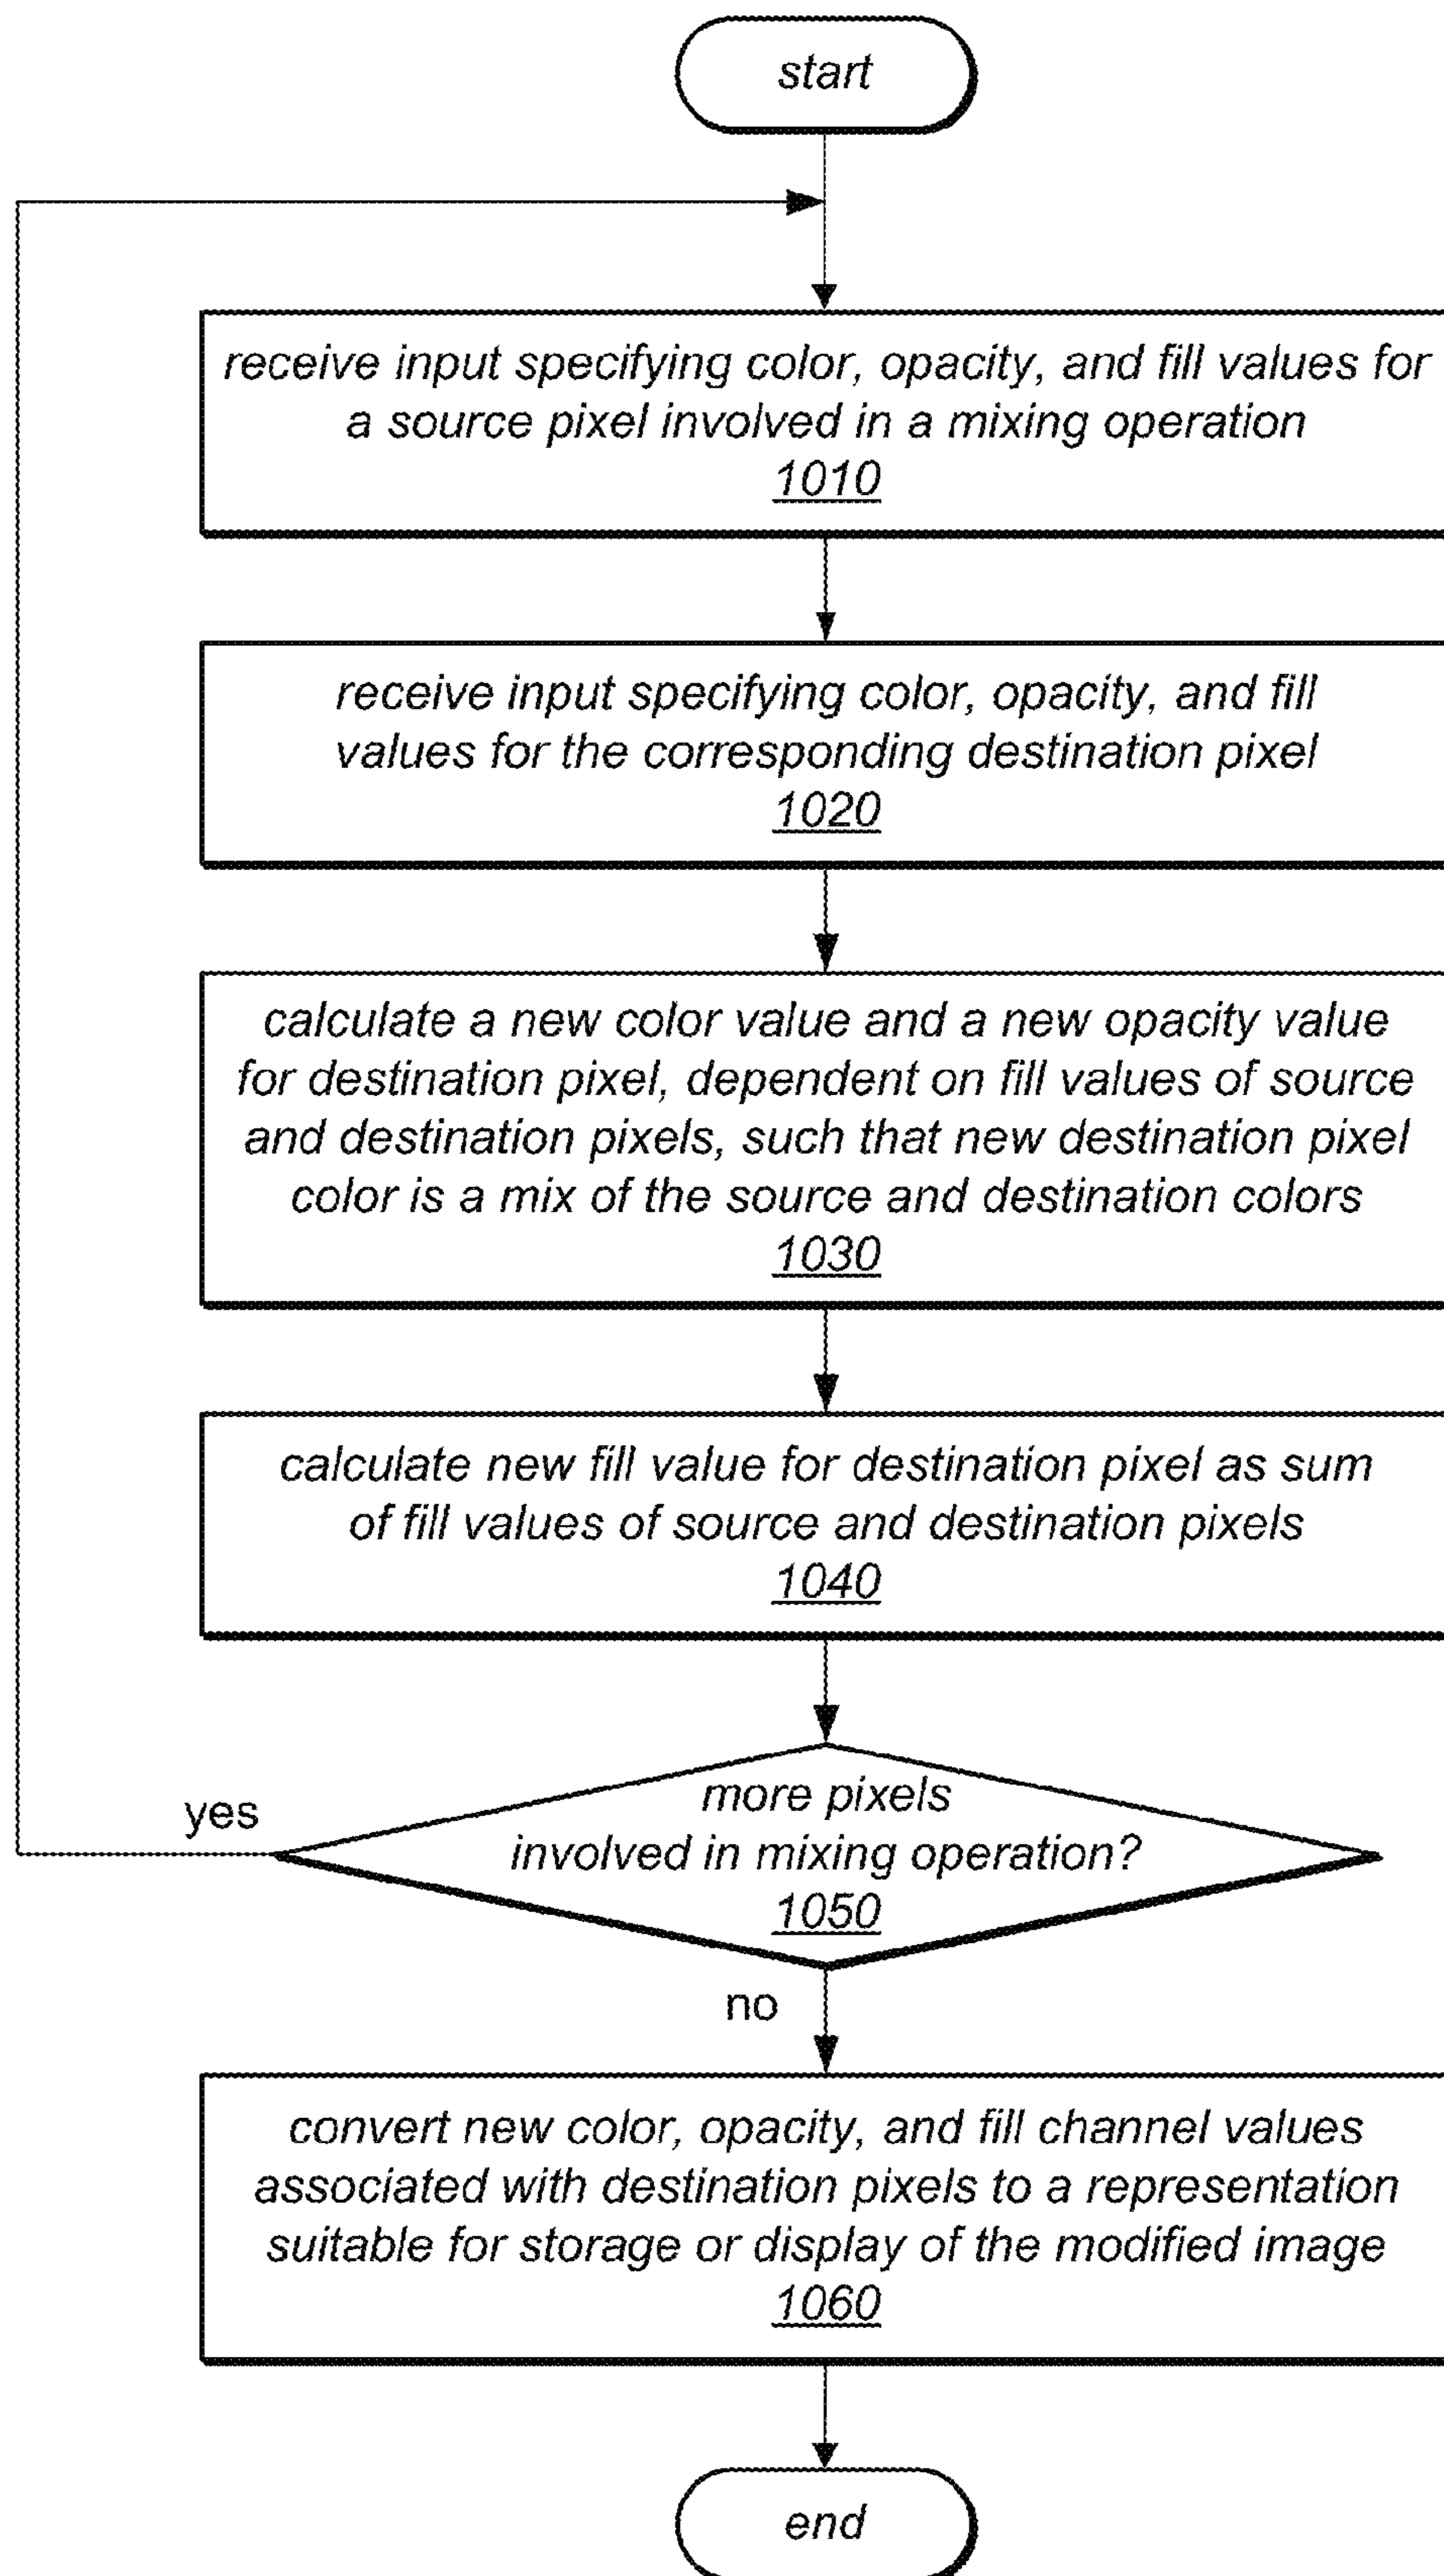 start
receive input specifying color, opacity, and fill values for
a source pixel involved in a mixing operation
1010
receive input specifying color, opacity, and fill
values for the corresponding destination pixel
1020
calculate a new color value and a new opacity value
for destination pixel, dependent on fill values of source
and destination pixels, such that new destination pixel
color is a mix of the source and destination colors
1030
calculate new fill value for destination pixel as sum
of fill values of source and destination pixels
1040
more pixels
yes
involved in mixing operation?
1050
no
convert new color, opacity, and fill channel values
associated with destination pixels to a representation
suitable for storage or display of the modified image
1060
end